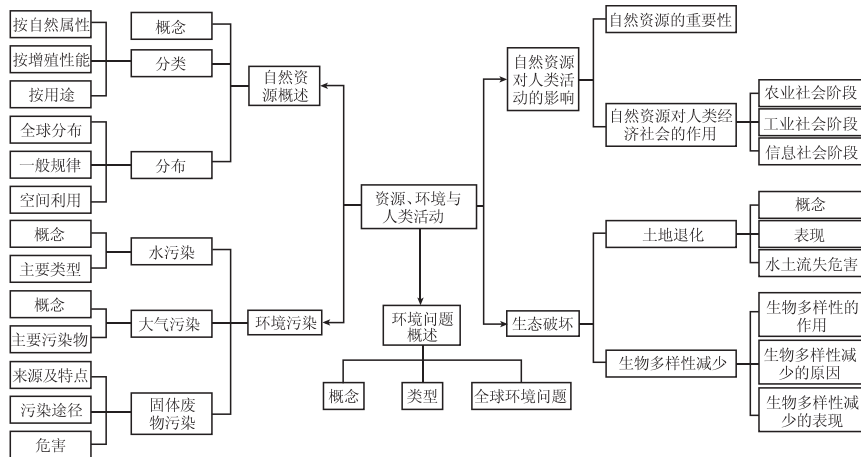 按自然属性
按增殖性能
按用途
概念
分类
自然资
源概述
全球分布
一般规律
空间利用
分布
概念
主要类型
水污染
概念
主要污染物
大气污染
环境污染
来源及特点
污染途径
危害
固体废
物污染
资源、环境与
人类活动
环境问题
概述
概念
类型
全球环境问题
自然资源
对人类活
动的影响
自然资源的重要性
自然资源对人类经
济社会的作用
农业社会阶段
工业社会阶段
信息社会阶段
生态破坏
土地退化
概念
表现
水土流失危害
生物多样性减少
生物多样性的
作用
生物多样性减
少的原因
生物多样性减
少的表现